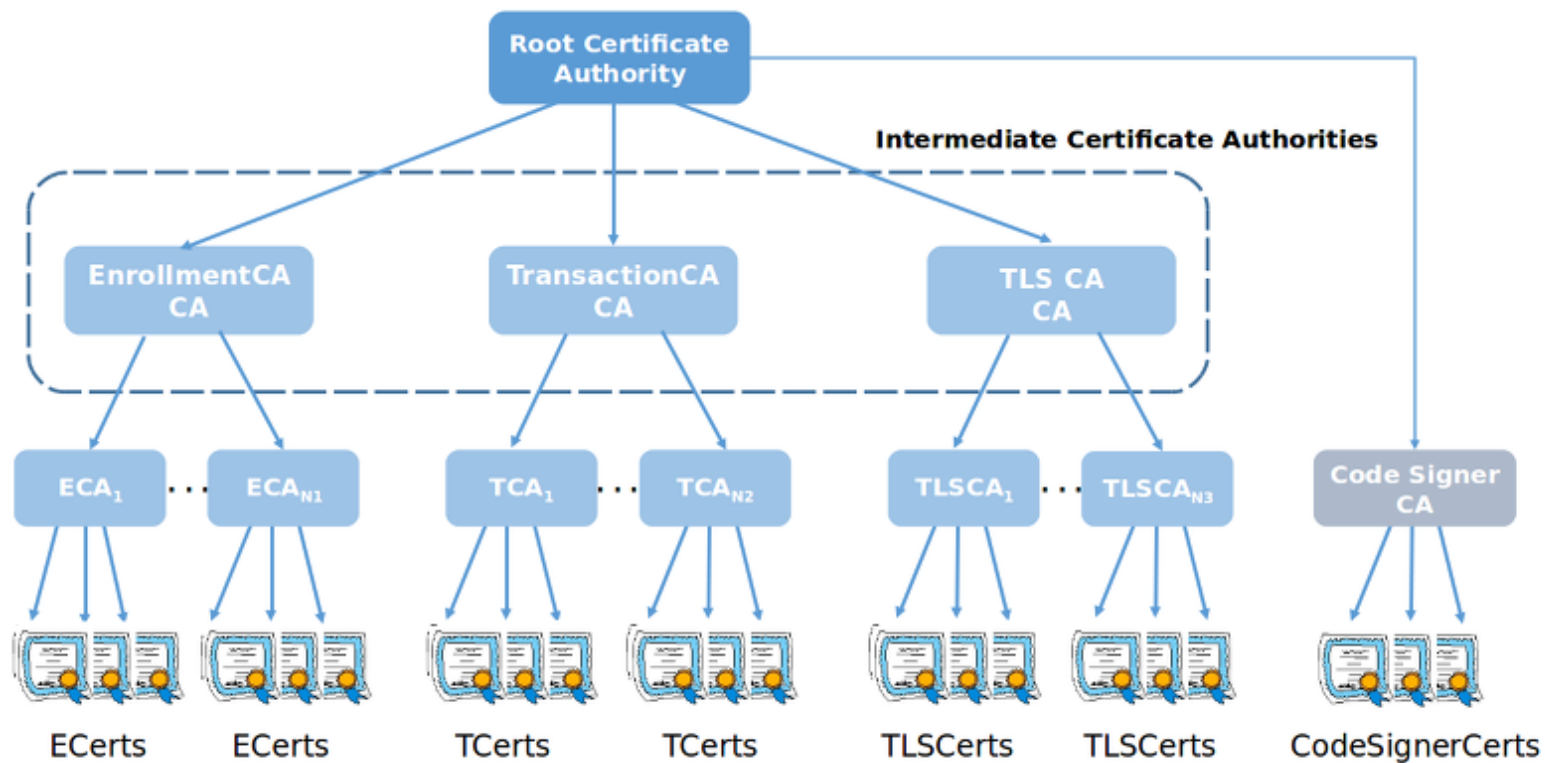 Root Certificate
Authority
Intermediate Certificate Authorities
EnrollmentCA
CA
TransactionCA
CA
TLS CA
CA
ECA1 ... ECAN1
TCA1 ... TCAN2
TLSCA1 ... TLSCAN3
Code Signer
CA
ECerts
ECerts
TCerts
TCerts
TLSCerts
TLSCerts
CodeSignerCerts